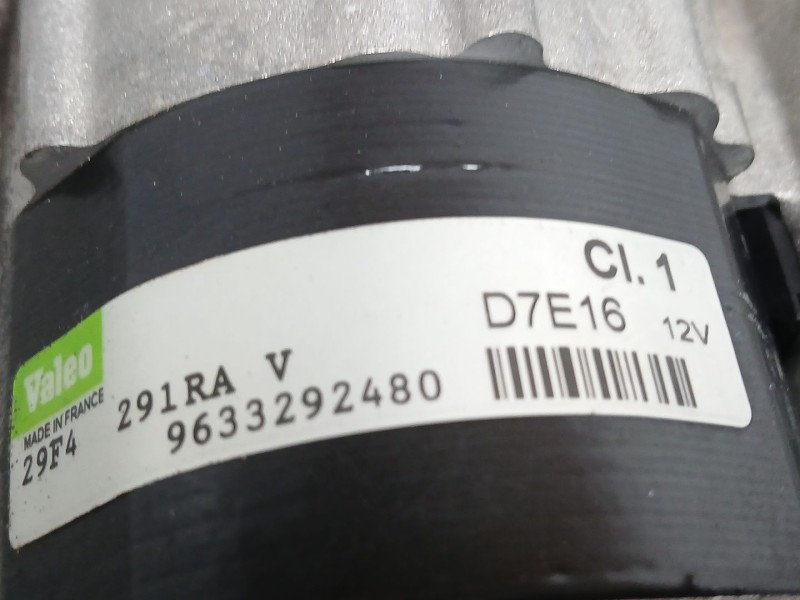 Cl. 1
D7E16 12V
Valeo
MADE IN FRANCE
291RA V
29F4
9633292480